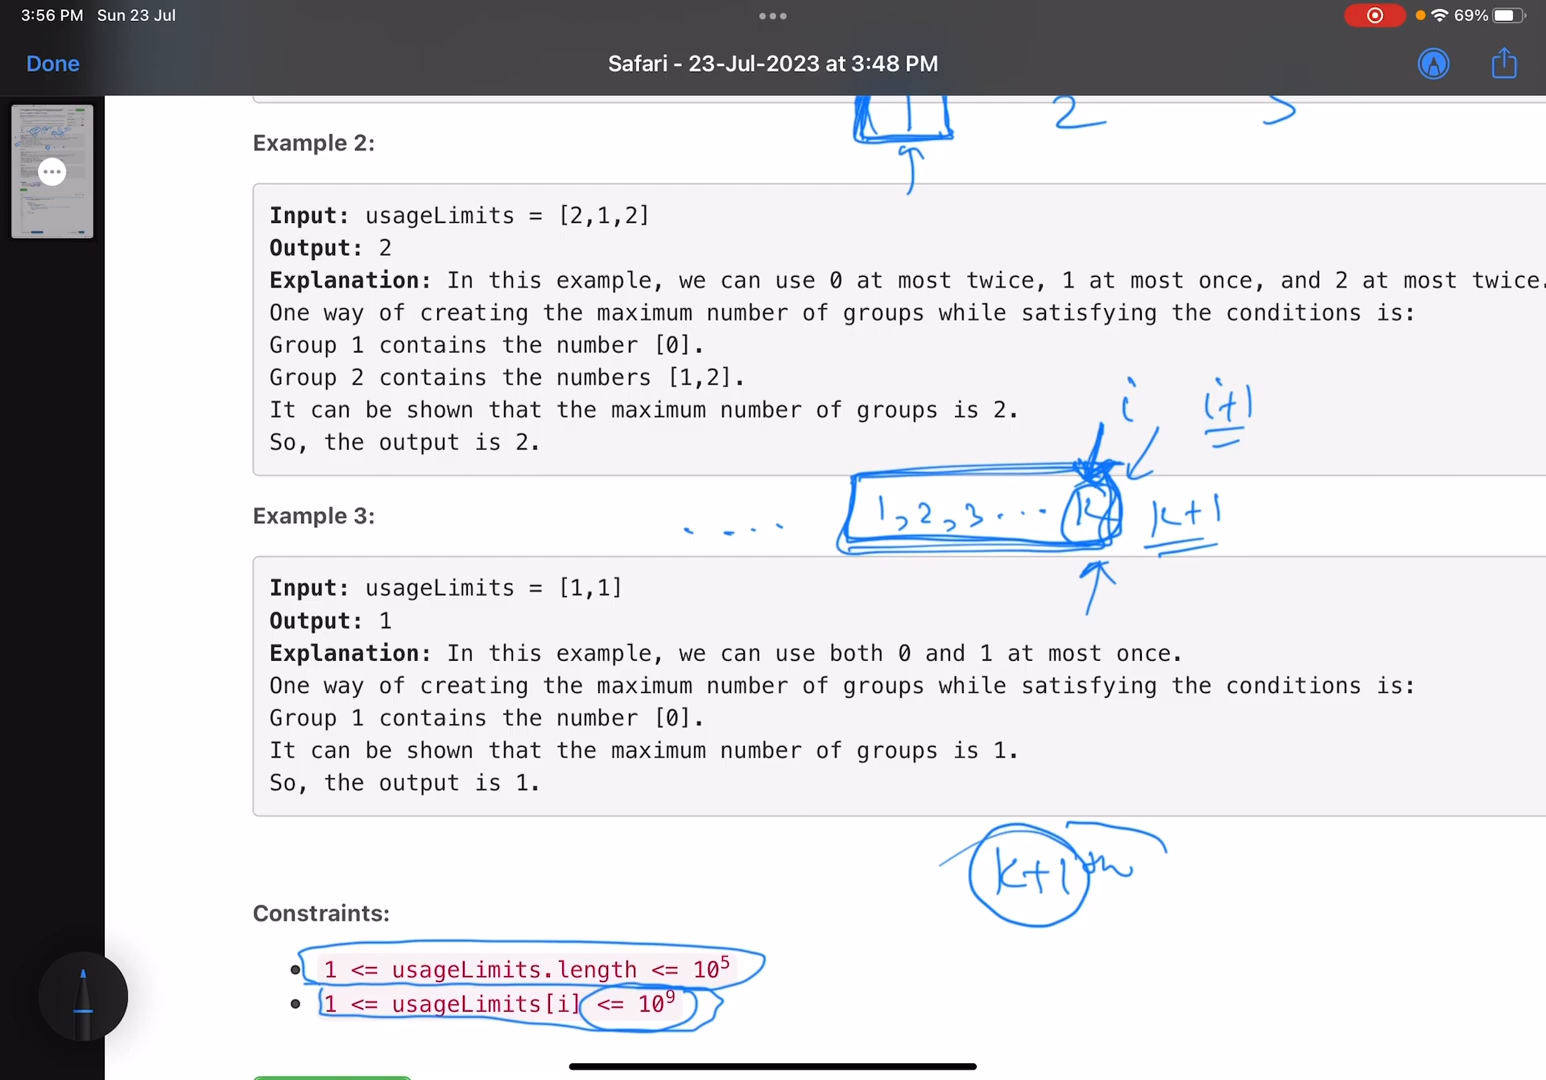 3:56 PM Sun 23 Jul
69%
Done
Safari - 23-Jul-2023 at 3:48 PM
1 2 3
Example 2:
Input: usageLimits = [2,1,2]
Output: 2
Explanation: In this example, we can use 0 at most twice, 1 at most once, and 2 at most twice.
One way of creating the maximum number of groups while satisfying the conditions is:
Group 1 contains the number [0].
Group 2 contains the numbers [1,2].
It can be shown that the maximum number of groups is 2.
So, the output is 2.
i i+1
Example 3:
.... 1,2,3...k k+1
Input: usageLimits = [1,1]
Output: 1
Explanation: In this example, we can use both 0 and 1 at most once.
One way of creating the maximum number of groups while satisfying the conditions is:
Group 1 contains the number [0].
It can be shown that the maximum number of groups is 1.
So, the output is 1.
k+1th
Constraints:
• 1 <= usageLimits.length <= 10⁵
• 1 <= usageLimits[i] <= 10⁹